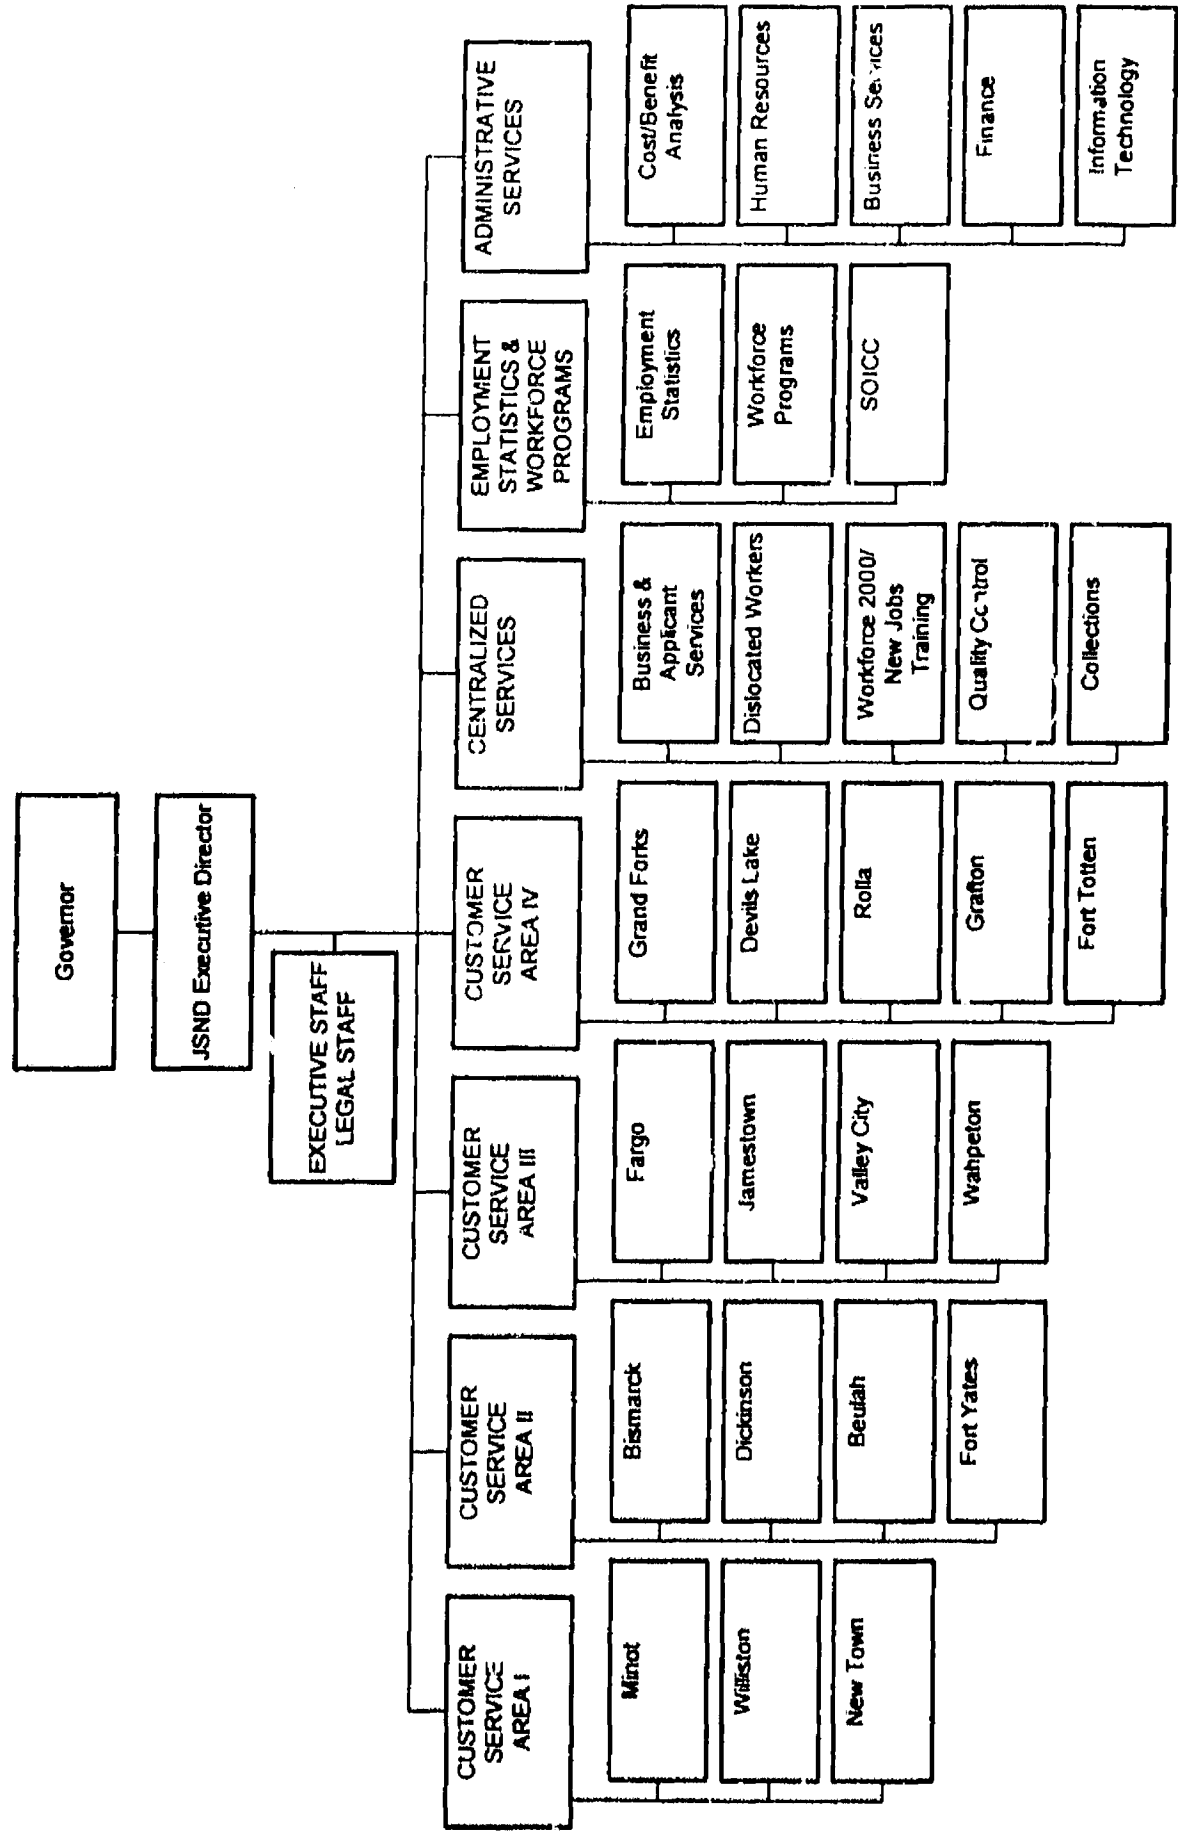 Governor
JSND Executive Director
EXECUTIVE STAFF
LEGAL STAFF
CUSTOMER
SERVICE
AREA I
Minot
Williston
New Town
CUSTOMER
SERVICE
AREA II
Bismarck
Dickinson
Beulah
Fort Yates
CUSTOMER
SERVICE
AREA III
Fargo
Jamestown
Valley City
Wahpeton
CUSTOMER
SERVICE
AREA IV
Grand Forks
Devils Lake
Rolla
Grafton
Fort Totten
CENTRALIZED
SERVICES
Business &
Applicant
Services
Dislocated Workers
Workforce 2000/
New Jobs
Training
Quality Control
Collections
EMPLOYMENT
STATISTICS &
WORKFORCE
PROGRAMS
Employment
Statistics
Workforce
Programs
SOICC
ADMINISTRATIVE
SERVICES
Cost/Benefit
Analysis
Human Resources
Business Services
Finance
Information
Technology